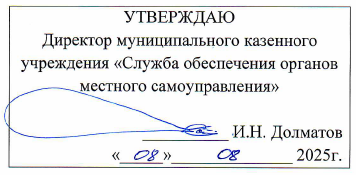 УТВЕРЖДАЮ
Директор муниципального казенного
учреждения «Служба обеспечения органов
местного самоуправления»
И.Н. Долматов
«08» 08 2025г.